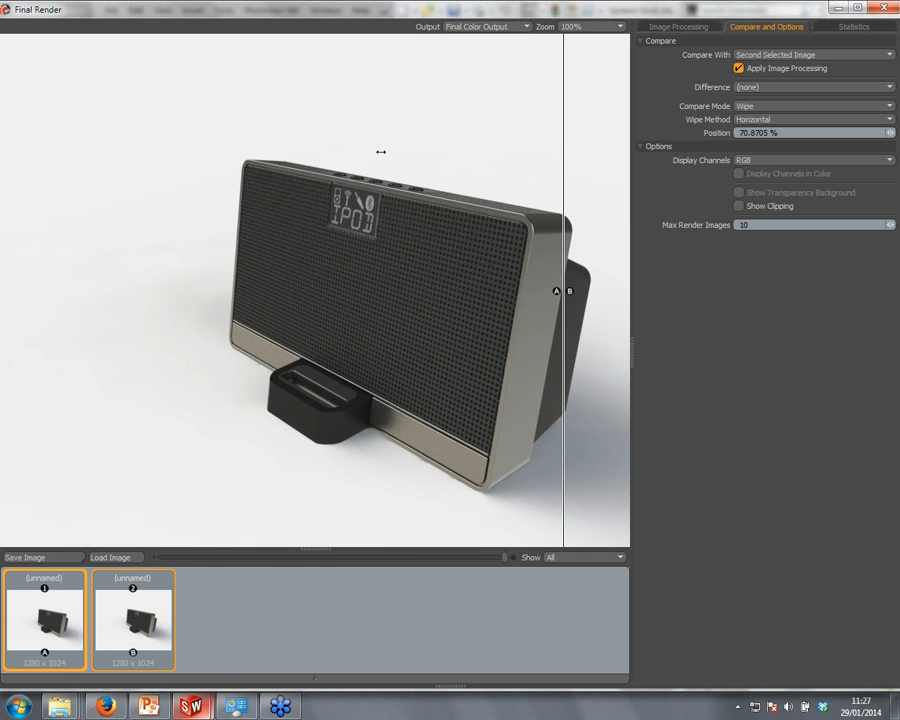 Final Render
Output Final Color Output Zoom 100%
Image Processing Compare and Options Statistics
Compare
Compare With Second Selected Image
Apply Image Processing
Difference (none)
Compare Mode Wipe
Wipe Method Horizontal
Position 70.8705 %
Options
Display Channels RGB
Display Channels in Color
Show Transparency Background
Show Clipping
Max Render Images 10
IPOD
A B
Save Image Load Image Show All
(unnamed) (unnamed)
1 2
A B
1280 x 1024 1280 x 1024
SW
11:27
29/01/2014